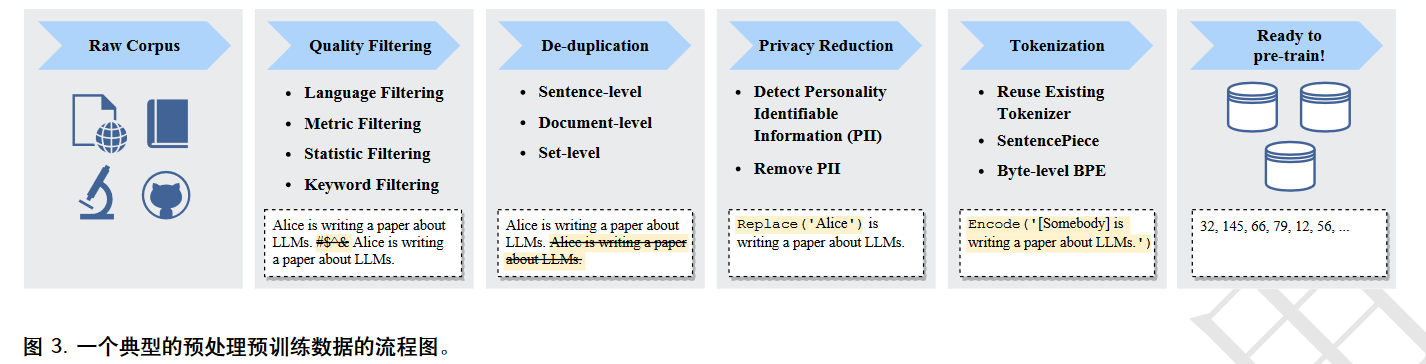 Raw Corpus
Quality Filtering
• Language Filtering
• Metric Filtering
• Statistic Filtering
• Keyword Filtering
Alice is writing a paper about
LLMs. #$^& Alice is writing
a paper about LLMs.
De-duplication
• Sentence-level
• Document-level
• Set-level
Alice is writing a paper about
LLMs. Alice is writing a paper
about LLMs.
Privacy Reduction
• Detect Personality
Identifiable
Information (PII)
• Remove PII
Replace('Alice') is
writing a paper about LLMs.
Tokenization
• Reuse Existing
Tokenizer
• SentencePiece
• Byte-level BPE
Encode('[Somebody] is
writing a paper about LLMs.')
Ready to
pre-train!
32, 145, 66, 79, 12, 56, ...
图 3. 一个典型的预处理预训练数据的流程图。